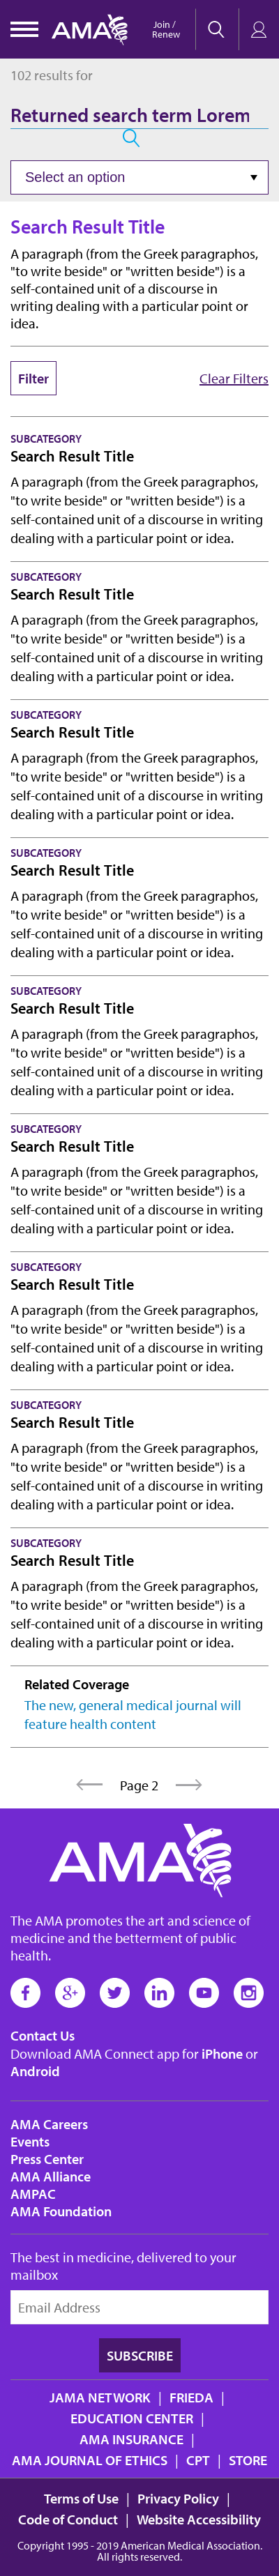 AMA
Join /
Renew
102 results for
Returned search term Lorem
Select an option
Search Result Title
A paragraph (from the Greek paragraphos,
"to write beside" or "written beside") is a
self-contained unit of a discourse in
writing dealing with a particular point or
idea.
Filter
Clear Filters
SUBCATEGORY
Search Result Title
A paragraph (from the Greek paragraphos,
"to write beside" or "written beside") is a
self-contained unit of a discourse in writing
dealing with a particular point or idea.
SUBCATEGORY
Search Result Title
A paragraph (from the Greek paragraphos,
"to write beside" or "written beside") is a
self-contained unit of a discourse in writing
dealing with a particular point or idea.
SUBCATEGORY
Search Result Title
A paragraph (from the Greek paragraphos,
"to write beside" or "written beside") is a
self-contained unit of a discourse in writing
dealing with a particular point or idea.
SUBCATEGORY
Search Result Title
A paragraph (from the Greek paragraphos,
"to write beside" or "written beside") is a
self-contained unit of a discourse in writing
dealing with a particular point or idea.
SUBCATEGORY
Search Result Title
A paragraph (from the Greek paragraphos,
"to write beside" or "written beside") is a
self-contained unit of a discourse in writing
dealing with a particular point or idea.
SUBCATEGORY
Search Result Title
A paragraph (from the Greek paragraphos,
"to write beside" or "written beside") is a
self-contained unit of a discourse in writing
dealing with a particular point or idea.
SUBCATEGORY
Search Result Title
A paragraph (from the Greek paragraphos,
"to write beside" or "written beside") is a
self-contained unit of a discourse in writing
dealing with a particular point or idea.
SUBCATEGORY
Search Result Title
A paragraph (from the Greek paragraphos,
"to write beside" or "written beside") is a
self-contained unit of a discourse in writing
dealing with a particular point or idea.
SUBCATEGORY
Search Result Title
A paragraph (from the Greek paragraphos,
"to write beside" or "written beside") is a
self-contained unit of a discourse in writing
dealing with a particular point or idea.
Related Coverage
The new, general medical journal will
feature health content
Page 2
AMA
The AMA promotes the art and science of
medicine and the betterment of public
health.
Contact Us
Download AMA Connect app for iPhone or
Android
AMA Careers
Events
Press Center
AMA Alliance
AMPAC
AMA Foundation
The best in medicine, delivered to your
mailbox
Email Address
SUBSCRIBE
JAMA NETWORK | FRIEDA |
EDUCATION CENTER |
AMA INSURANCE |
AMA JOURNAL OF ETHICS | CPT | STORE
Terms of Use | Privacy Policy |
Code of Conduct | Website Accessibility
Copyright 1995 - 2019 American Medical Association.
All rights reserved.